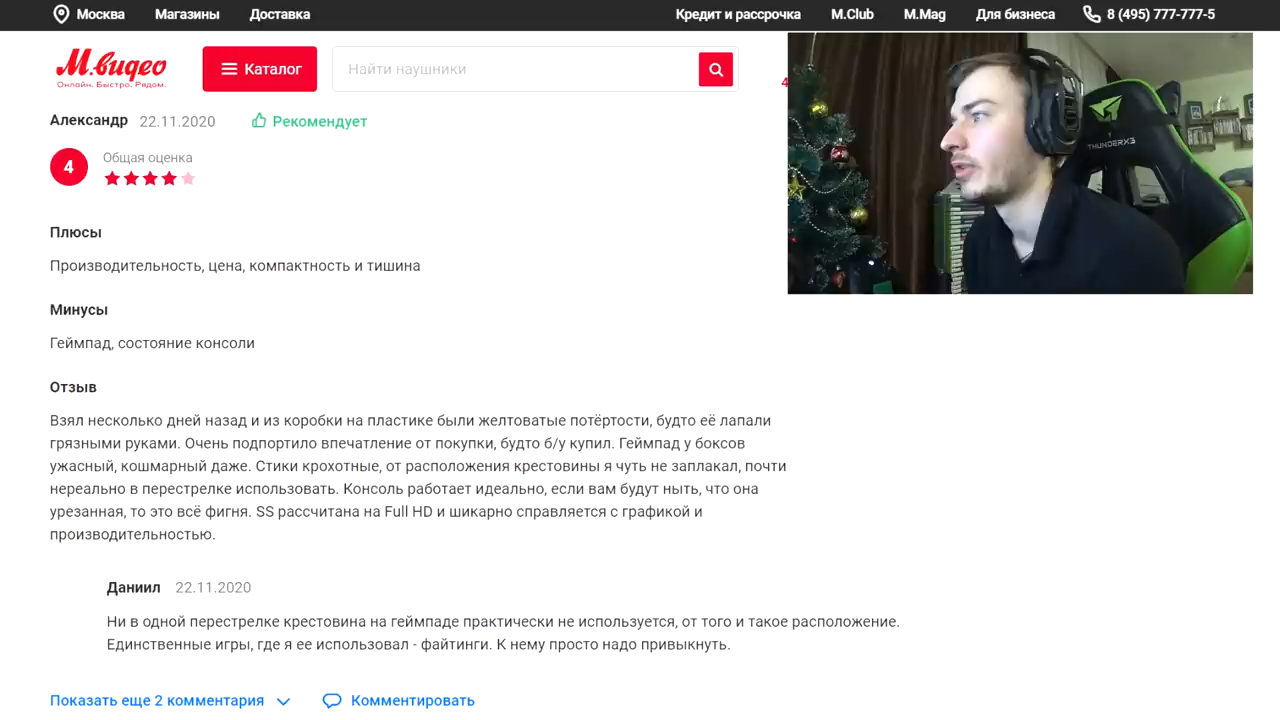 Москва Магазины Доставка Кредит и рассрочка M.Club M.Mag Для бизнеса 8 (495) 777-777-5
М.видео
Онлайн. Быстро. Рядом.
Каталог
Найти наушники
4
THUNDERX3
Александр 22.11.2020 Рекомендует
4 Общая оценка
Плюсы
Производительность, цена, компактность и тишина
Минусы
Геймпад, состояние консоли
Отзыв
Взял несколько дней назад и из коробки на пластике были желтоватые потёртости, будто её лапали
грязными руками. Очень подпортило впечатление от покупки, будто б/у купил. Геймпад у боксов
ужасный, кошмарный даже. Стики крохотные, от расположения крестовины я чуть не заплакал, почти
нереально в перестрелке использовать. Консоль работает идеально, если вам будут ныть, что она
урезанная, то это всё фигня. SS рассчитана на Full HD и шикарно справляется с графикой и
производительностью.
Даниил 22.11.2020
Ни в одной перестрелке крестовина на геймпаде практически не используется, от того и такое расположение.
Единственные игры, где я ее использовал - файтинги. К нему просто надо привыкнуть.
Показать еще 2 комментария Комментировать